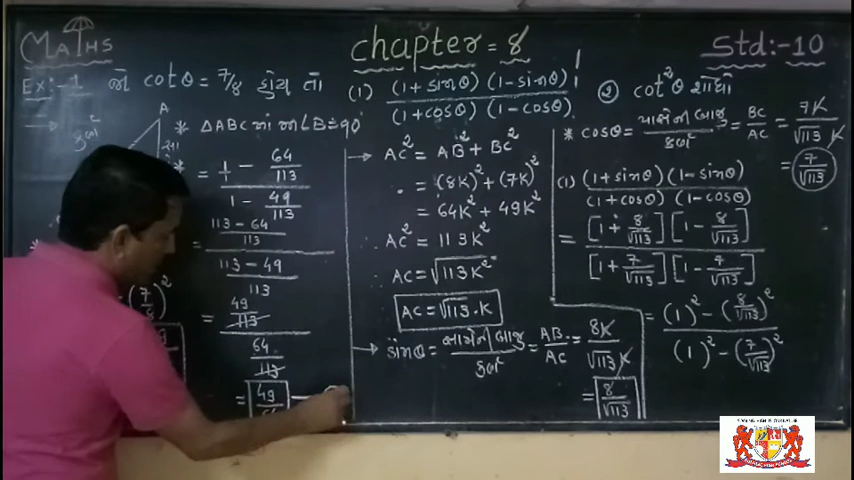 MATHS
chapter = 8
Std:-10
Ex:-1 જો cotθ = 7/8 હોય તો (1) (1+sinθ) (1-sinθ) / (1+cosθ) (1-cosθ) (2) cot²θ શોધો
A
* ΔABC માં ∠B = 90
= 1/1 - 64/113
1 - 49/113
= 113-64 / 113
113-49 / 113
= 49/113
64/113
= 49
(7/8)²
AC² = AB² + BC²
= (8K)² + (7K)²
= 64K² + 49K²
AC² = 113K²
AC = √113K²
AC = √113·K
sinθ = સામેની બાજુ / કર્ણ = AB/AC = 8K/√113K
= 8/√113
* cosθ = પાસેની બાજુ / કર્ણ = BC/AC = 7K/√113K
= 7/√113
(1) (1+sinθ)(1-sinθ) / (1+cosθ)(1-cosθ)
= [1+8/√113] [1-8/√113]
[1+7/√113] [1-7/√113]
= (1)² - (8/√113)²
(1)² - (7/√113)²